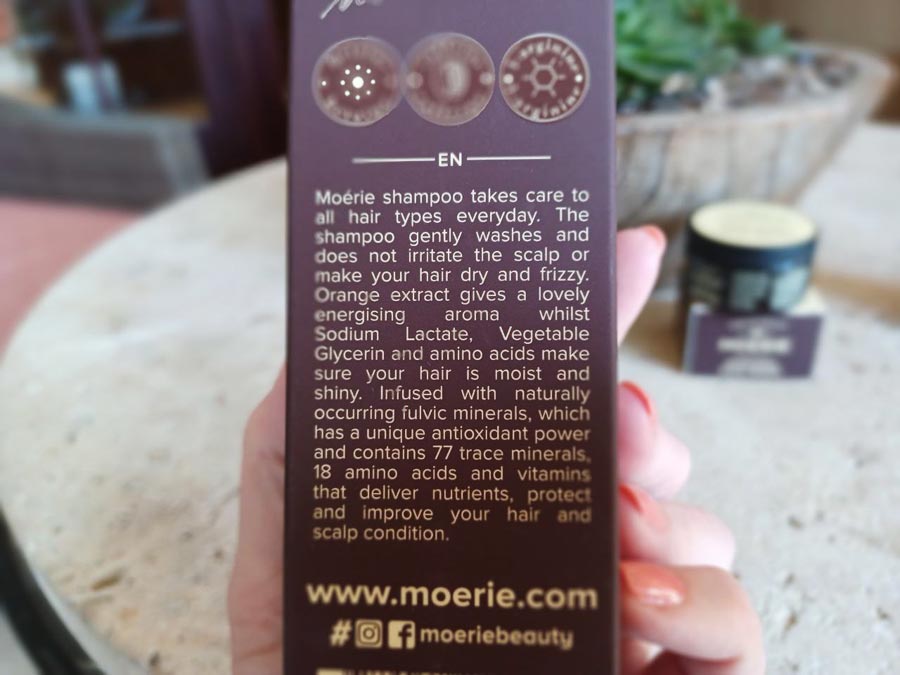 L-arginine
L-arginine
EN
Moérie shampoo takes care to
all hair types everyday. The
shampoo gently washes and
does not irritate the scalp or
make your hair dry and frizzy.
Orange extract gives a lovely
energising aroma whilst
Sodium Lactate, Vegetable
Glycerin and amino acids make
sure your hair is moist and
shiny. Infused with naturally
occurring fulvic minerals, which
has a unique antioxidant power
and contains 77 trace minerals,
18 amino acids and vitamins
that deliver nutrients, protect
and improve your hair and
scalp condition.
www.moerie.com
# moeriebeauty
MOÉRIE